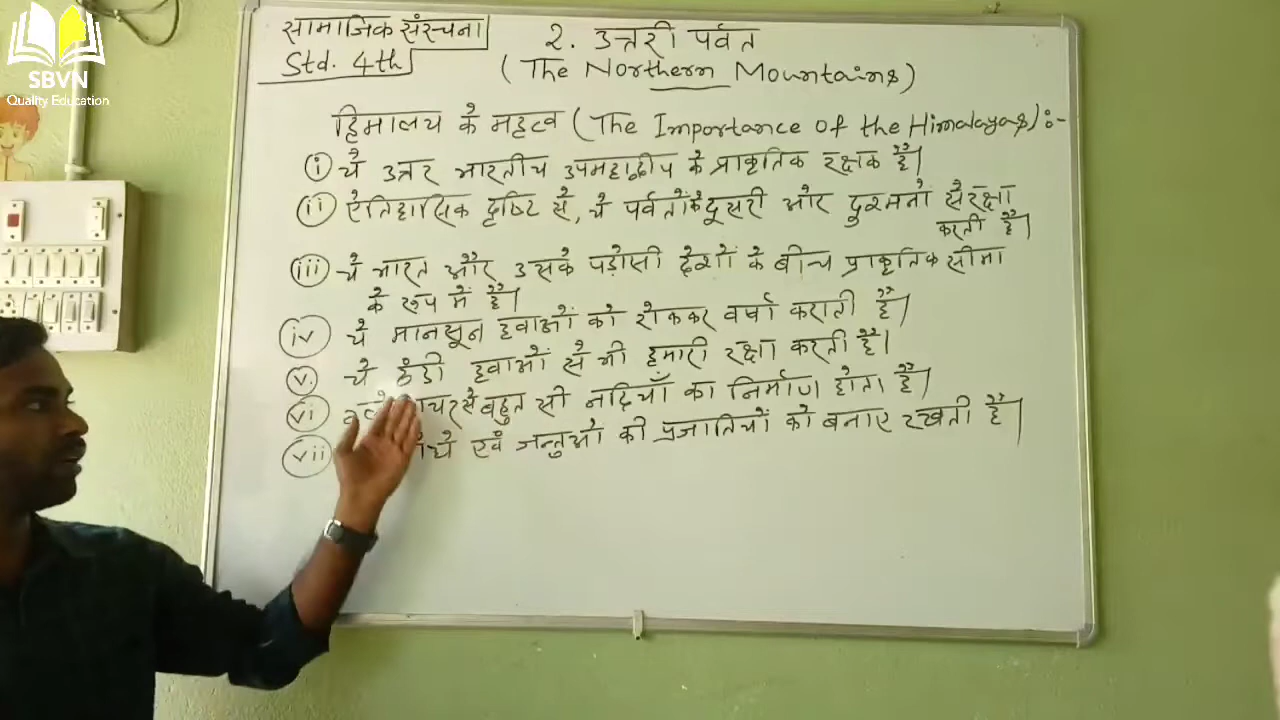 SBVN
Quality Education
सामाजिक संरचना
Std. 4th
2. उत्तरी पर्वत
(The Northern Mountains)
हिमालय के महत्व (The Importance of the Himalayas):-
(i) ये उत्तर भारतीय उपमहाद्वीप के प्राकृतिक रक्षक हैं।
(ii) ऐतिहासिक दृष्टि से, ये पर्वतों के दूसरी ओर दुश्मनों से रक्षा
करती हैं।
(iii) ये भारत और उसके पड़ोसी देशों के बीच प्राकृतिक सीमा
के रूप में हैं।
(iv) ये मानसून हवाओं को रोककर वर्षा कराती हैं।
(v.) ये ठंडी हवाओं से भी हमारी रक्षा करती हैं।
(vi) से बहुत सी नदियाँ का निर्माण होता हैं।
(vii) एवं जन्तुओं की प्रजातियों को बनाए रखती हैं।